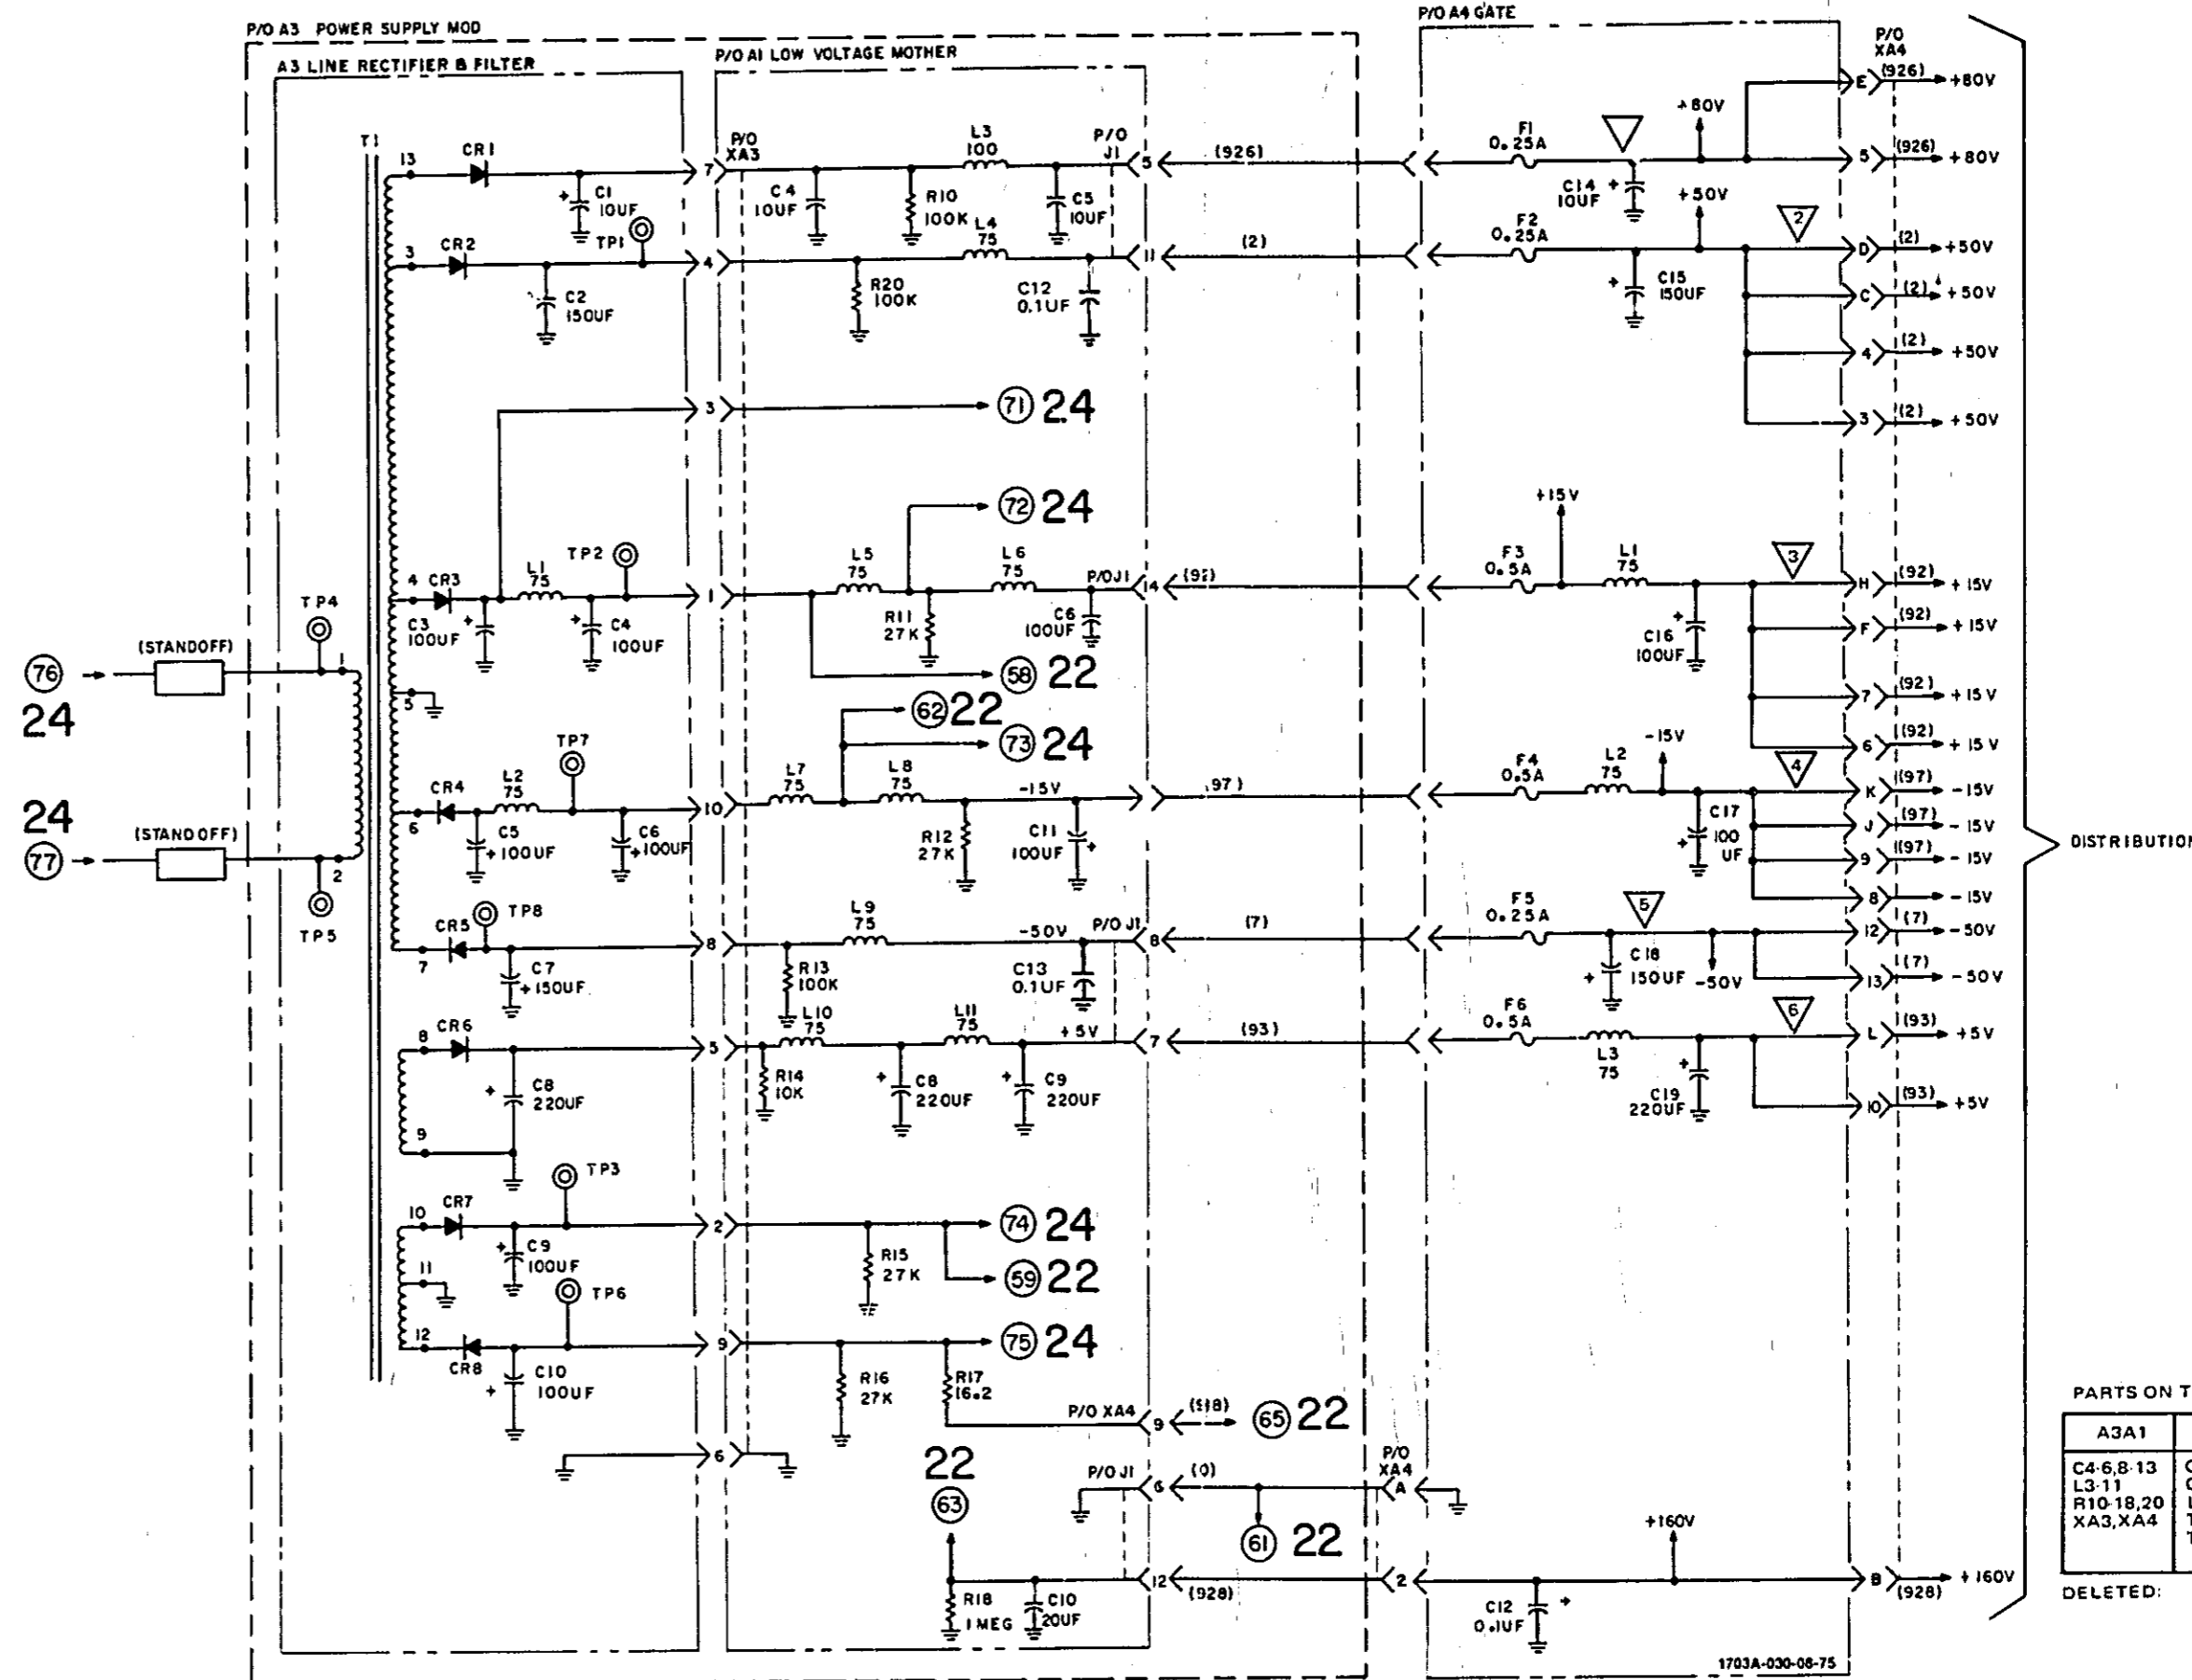 P/O A3 POWER SUPPLY MOD
A3 LINE RECTIFIER & FILTER
P/O A1 LOW VOLTAGE MOTHER
P/O A4 GATE
P/O
XA4
T1
13
CR1
C1
10UF
7
P/O
XA3
C4
10UF
R10
100K
L3
100
C5
10UF
P/O
J1
5
(926)
F1
0.25A
C14
10UF
+
+80V
E
(926)
+80V
5
(926)
+80V
3
CR2
TP1
C2
150UF
4
R20
100K
L4
75
C12
0.1UF
11
(2)
F2
0.25A
C15
150UF
+
+50V
2
D
(2)
+50V
C
(2)
+50V
4
(2)
+50V
3
(2)
+50V
3
71
24
72
24
4
CR3
C3
100UF
+
L1
75
TP2
+
C4
100UF
1
L5
75
R11
27K
L6
75
P/O J1
C6
100UF
14
(92)
F3
0.5A
+15V
L1
75
C16
100UF
+
3
H
(92)
+15V
F
(92)
+15V
7
(92)
+15V
6
(92)
+15V
58
22
TP4
(STANDOFF)
76
24
1
5
62
22
73
24
6
CR4
C5
+100UF
L2
75
TP7
C6
+100UF
10
L7
75
L8
75
R12
27K
-15V
C11
100UF
+
97)
F4
0.5A
L2
75
-15V
C17
100
UF
+
4
K
(97)
-15V
J
(97)
-15V
9
(97)
-15V
8
-15V
24
77
(STANDOFF)
2
TP5
7
CR5
TP8
C7
+150UF
8
R13
100K
L9
75
-50V
C13
0.1UF
P/O J1
8
(7)
F5
0.25A
5
C18
150UF
+
-50V
12
(7)
-50V
13
(7)
-50V
8
CR6
C8
220UF
+
9
5
R14
10K
L10
75
C8
220UF
+
L11
75
C9
220UF
+
+5V
7
(93)
F6
0.5A
L3
75
C19
220UF
+
6
L
(93)
+5V
10
(93)
+5V
DISTRIBUTION
10
CR7
C9
100UF
+
TP3
11
2
R15
27K
74
24
59
22
12
CR8
C10
100UF
+
TP6
9
R16
27K
R17
16.2
75
24
P/O XA4
9
65
22
6
P/O J1
6
(0)
61
22
P/O
XA4
A
22
63
R18
1MEG
C10
20UF
12
(928)
2
C12
0.1UF
+
+160V
B
(928)
+160V
PARTS ON T
A3A1
C4-6,8-13
L3-11
R10-18,20
XA3,XA4
DELETED:
1703A-030-08-75